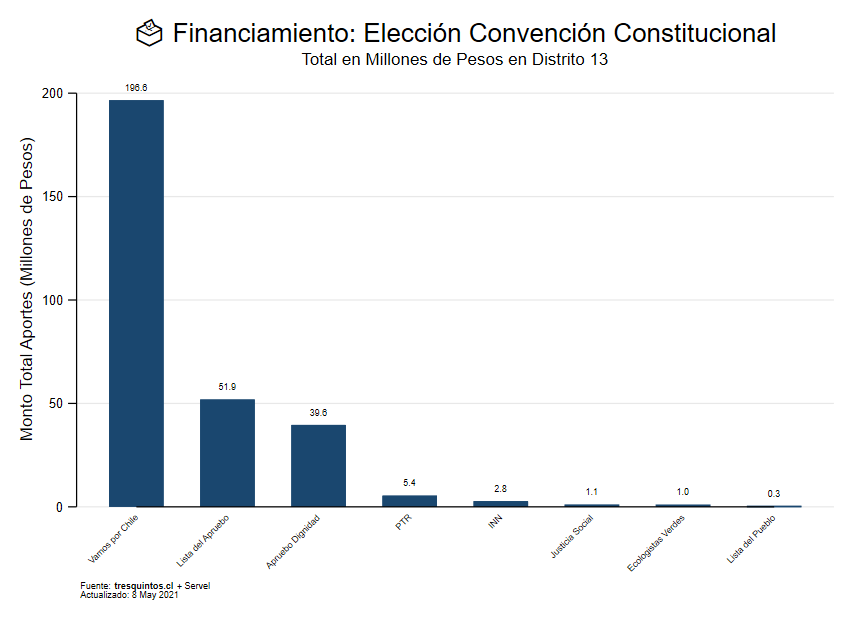 Financiamiento: Elección Convención Constitucional
Total en Millones de Pesos en Distrito 13
Monto Total Aportes (Millones de Pesos)
200
150
100
50
0
196.6
51.9
39.6
5.4
2.8
1.1
1.0
0.3
Vamos por Chile
Lista del Apruebo
Apruebo Dignidad
PTR
INN
Justicia Social
Ecologistas Verdes
Lista del Pueblo
Fuente: tresquintos.cl + Servel
Actualizado: 8 May 2021